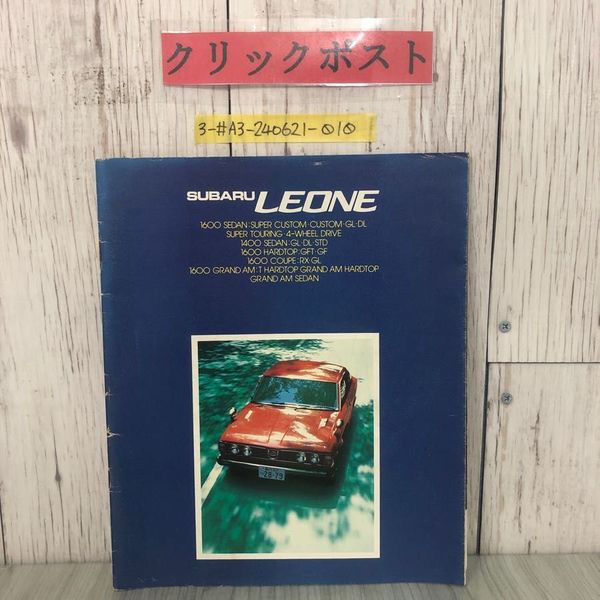 クリックポスト
3-#A3-240621-010
SUBARU LEONE
1600 SEDAN:SUPER CUSTOM·CUSTOM·GL·DL
SUPER TOURING·4-WHEEL DRIVE
1400 SEDAN:GL·DL·STD
1600 HARDTOP:GFT·GF
1600 COUPE:RX·GL
1600 GRAND AM:T HARDTOP GRAND AM HARDTOP
GRAND AM SEDAN
28-79